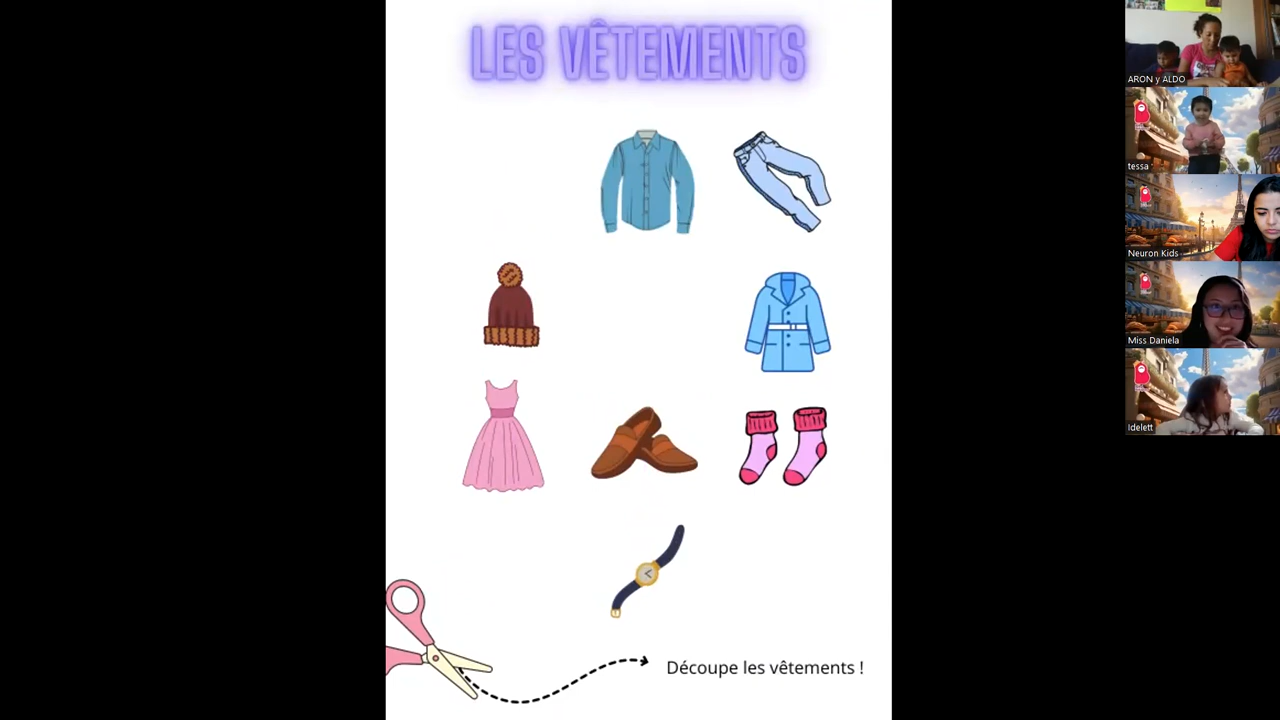 LES VÊTEMENTS
Découpe les vêtements !
ARON y ALDO
tessa
Neuron Kids
Miss Daniela
Idelett